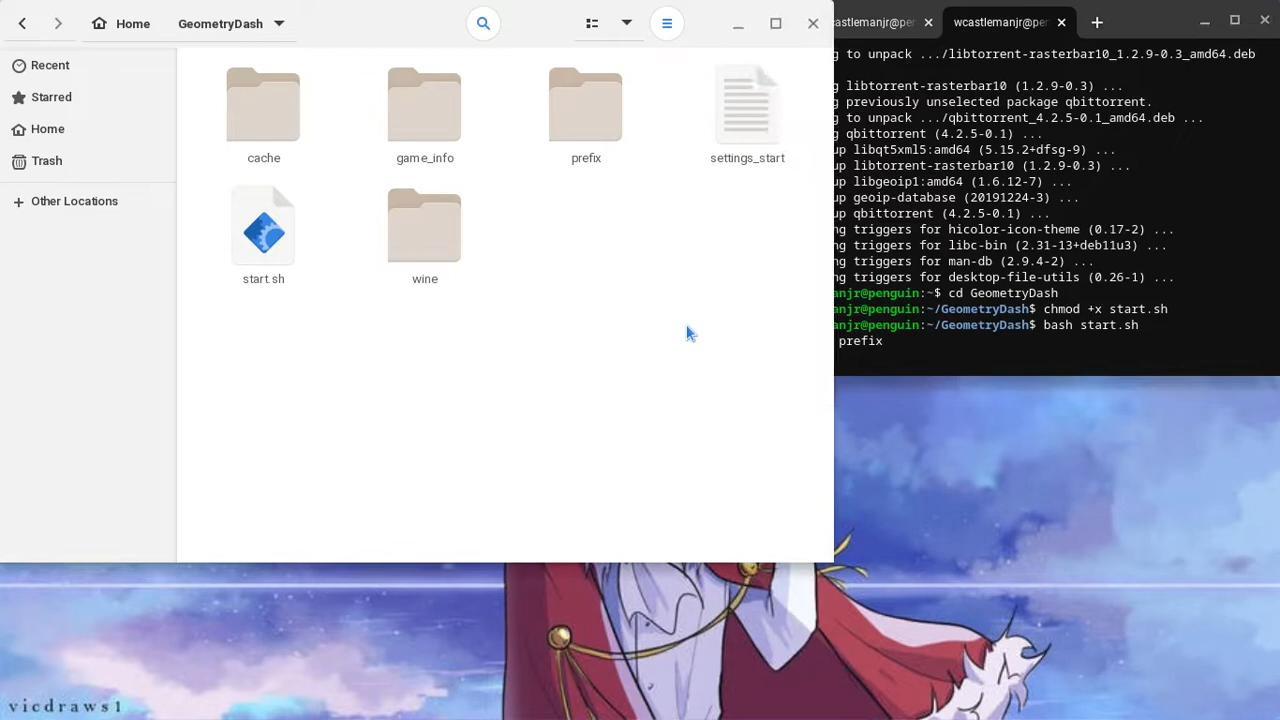 Home
GeometryDash
Recent
Starred
Home
Trash
Other Locations
cache
game_info
prefix
settings_start
start.sh
wine
castlemanjr@per
wcastlemanjr@per
g to unpack .../libtorrent-rasterbar10_1.2.9-0.3_amd64.deb
g libtorrent-rasterbar10 (1.2.9-0.3) ...
g previously unselected package qbittorrent.
g to unpack .../qbittorrent_4.2.5-0.1_amd64.deb ...
g qbittorrent (4.2.5-0.1) ...
up libqt5xml5:amd64 (5.15.2+dfsg-9) ...
up libtorrent-rasterbar10 (1.2.9-0.3) ...
up libgeoip1:amd64 (1.6.12-7) ...
up geoip-database (20191224-3) ...
up qbittorrent (4.2.5-0.1) ...
ng triggers for hicolor-icon-theme (0.17-2) ...
ng triggers for libc-bin (2.31-13+deb11u3) ...
ng triggers for man-db (2.9.4-2) ...
ng triggers for desktop-file-utils (0.26-1) ...
anjr@penguin:~$ cd GeometryDash
anjr@penguin:~/GeometryDash$ chmod +x start.sh
anjr@penguin:~/GeometryDash$ bash start.sh
prefix
vicdraws1